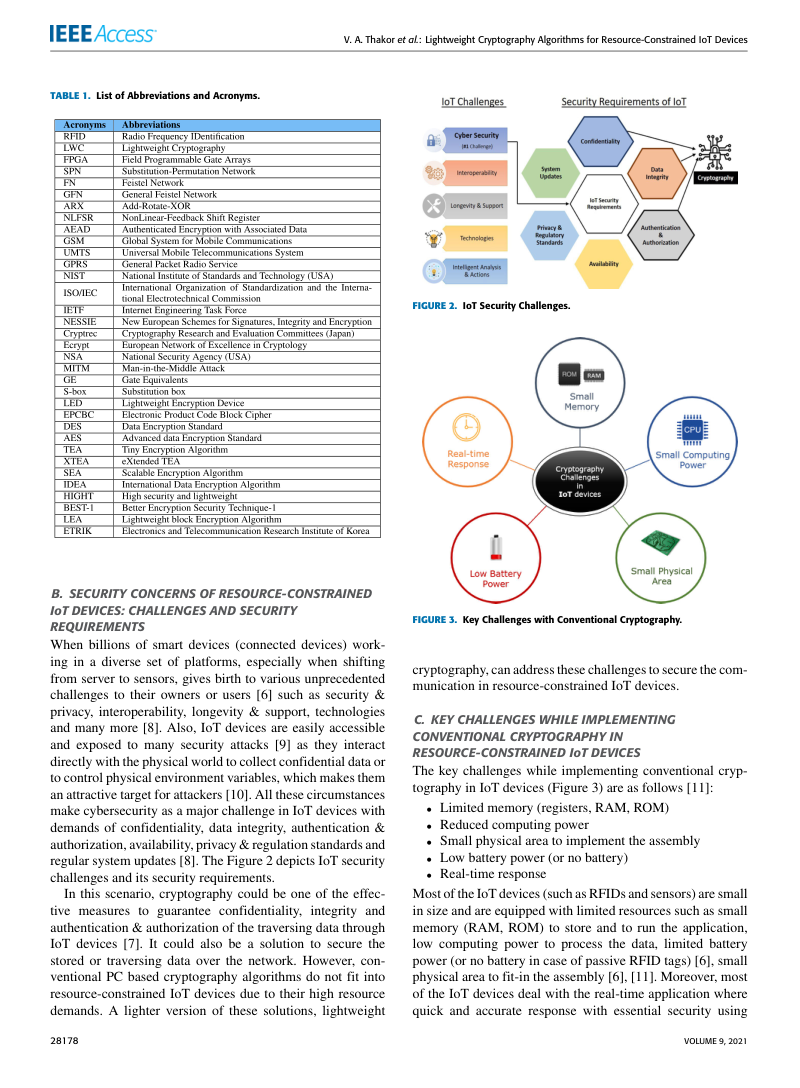 IEEE Access
V. A. Thakor et al.: Lightweight Cryptography Algorithms for Resource-Constrained IoT Devices
TABLE 1. List of Abbreviations and Acronyms.
Acronyms Abbreviations
RFID Radio Frequency IDentification
LWC Lightweight Cryptography
FPGA Field Programmable Gate Arrays
SPN Substitution-Permutation Network
FN Feistel Network
GFN General Feistel Network
ARX Add-Rotate-XOR
NLFSR NonLinear-Feedback Shift Register
AEAD Authenticated Encryption with Associated Data
GSM Global System for Mobile Communications
UMTS Universal Mobile Telecommunications System
GPRS General Packet Radio Service
NIST National Institute of Standards and Technology (USA)
ISO/IEC International Organization of Standardization and the Interna-
tional Electrotechnical Commission
IETF Internet Engineering Task Force
NESSIE New European Schemes for Signatures, Integrity and Encryption
Cryptrec Cryptography Research and Evaluation Committees (Japan)
Ecrypt European Network of Excellence in Cryptology
NSA National Security Agency (USA)
MITM Man-in-the-Middle Attack
GE Gate Equivalents
S-box Substitution box
LED Lightweight Encryption Device
EPCBC Electronic Product Code Block Cipher
DES Data Encryption Standard
AES Advanced data Encryption Standard
TEA Tiny Encryption Algorithm
XTEA eXtended TEA
SEA Scalable Encryption Algorithm
IDEA International Data Encryption Algorithm
HIGHT High security and lightweight
BEST-1 Better Encryption Security Technique-1
LEA Lightweight block Encryption Algorithm
ETRIK Electronics and Telecommunication Research Institute of Korea
B. SECURITY CONCERNS OF RESOURCE-CONSTRAINED
IoT DEVICES: CHALLENGES AND SECURITY
REQUIREMENTS
When billions of smart devices (connected devices) work-
ing in a diverse set of platforms, especially when shifting
from server to sensors, gives birth to various unprecedented
challenges to their owners or users [6] such as security &
privacy, interoperability, longevity & support, technologies
and many more [8]. Also, IoT devices are easily accessible
and exposed to many security attacks [9] as they interact
directly with the physical world to collect confidential data or
to control physical environment variables, which makes them
an attractive target for attackers [10]. All these circumstances
make cybersecurity as a major challenge in IoT devices with
demands of confidentiality, data integrity, authentication &
authorization, availability, privacy & regulation standards and
regular system updates [8]. The Figure 2 depicts IoT security
challenges and its security requirements.
In this scenario, cryptography could be one of the effec-
tive measures to guarantee confidentiality, integrity and
authentication & authorization of the traversing data through
IoT devices [7]. It could also be a solution to secure the
stored or traversing data over the network. However, con-
ventional PC based cryptography algorithms do not fit into
resource-constrained IoT devices due to their high resource
demands. A lighter version of these solutions, lightweight
IoT Challenges
Security Requirements of IoT
Cyber Security
(#1 Challenge)
Interoperability
Longevity & Support
Technologies
Intelligent Analysis
& Actions
Confidentiality
System
Updates
Data
Integrity
IoT Security
Requirements
Privacy &
Regulatory
Standards
Authentication
&
Authorization
Availability
Cryptography
FIGURE 2. IoT Security Challenges.
ROM
RAM
Small
Memory
Real-time
Response
CPU
Small Computing
Power
Cryptography
Challenges
in
IoT devices
Low Battery
Power
Small Physical
Area
FIGURE 3. Key Challenges with Conventional Cryptography.
cryptography, can address these challenges to secure the com-
munication in resource-constrained IoT devices.
C. KEY CHALLENGES WHILE IMPLEMENTING
CONVENTIONAL CRYPTOGRAPHY IN
RESOURCE-CONSTRAINED IoT DEVICES
The key challenges while implementing conventional cryp-
tography in IoT devices (Figure 3) are as follows [11]:
• Limited memory (registers, RAM, ROM)
• Reduced computing power
• Small physical area to implement the assembly
• Low battery power (or no battery)
• Real-time response
Most of the IoT devices (such as RFIDs and sensors) are small
in size and are equipped with limited resources such as small
memory (RAM, ROM) to store and to run the application,
low computing power to process the data, limited battery
power (or no battery in case of passive RFID tags) [6], small
physical area to fit-in the assembly [6], [11]. Moreover, most
of the IoT devices deal with the real-time application where
quick and accurate response with essential security using
28178
VOLUME 9, 2021